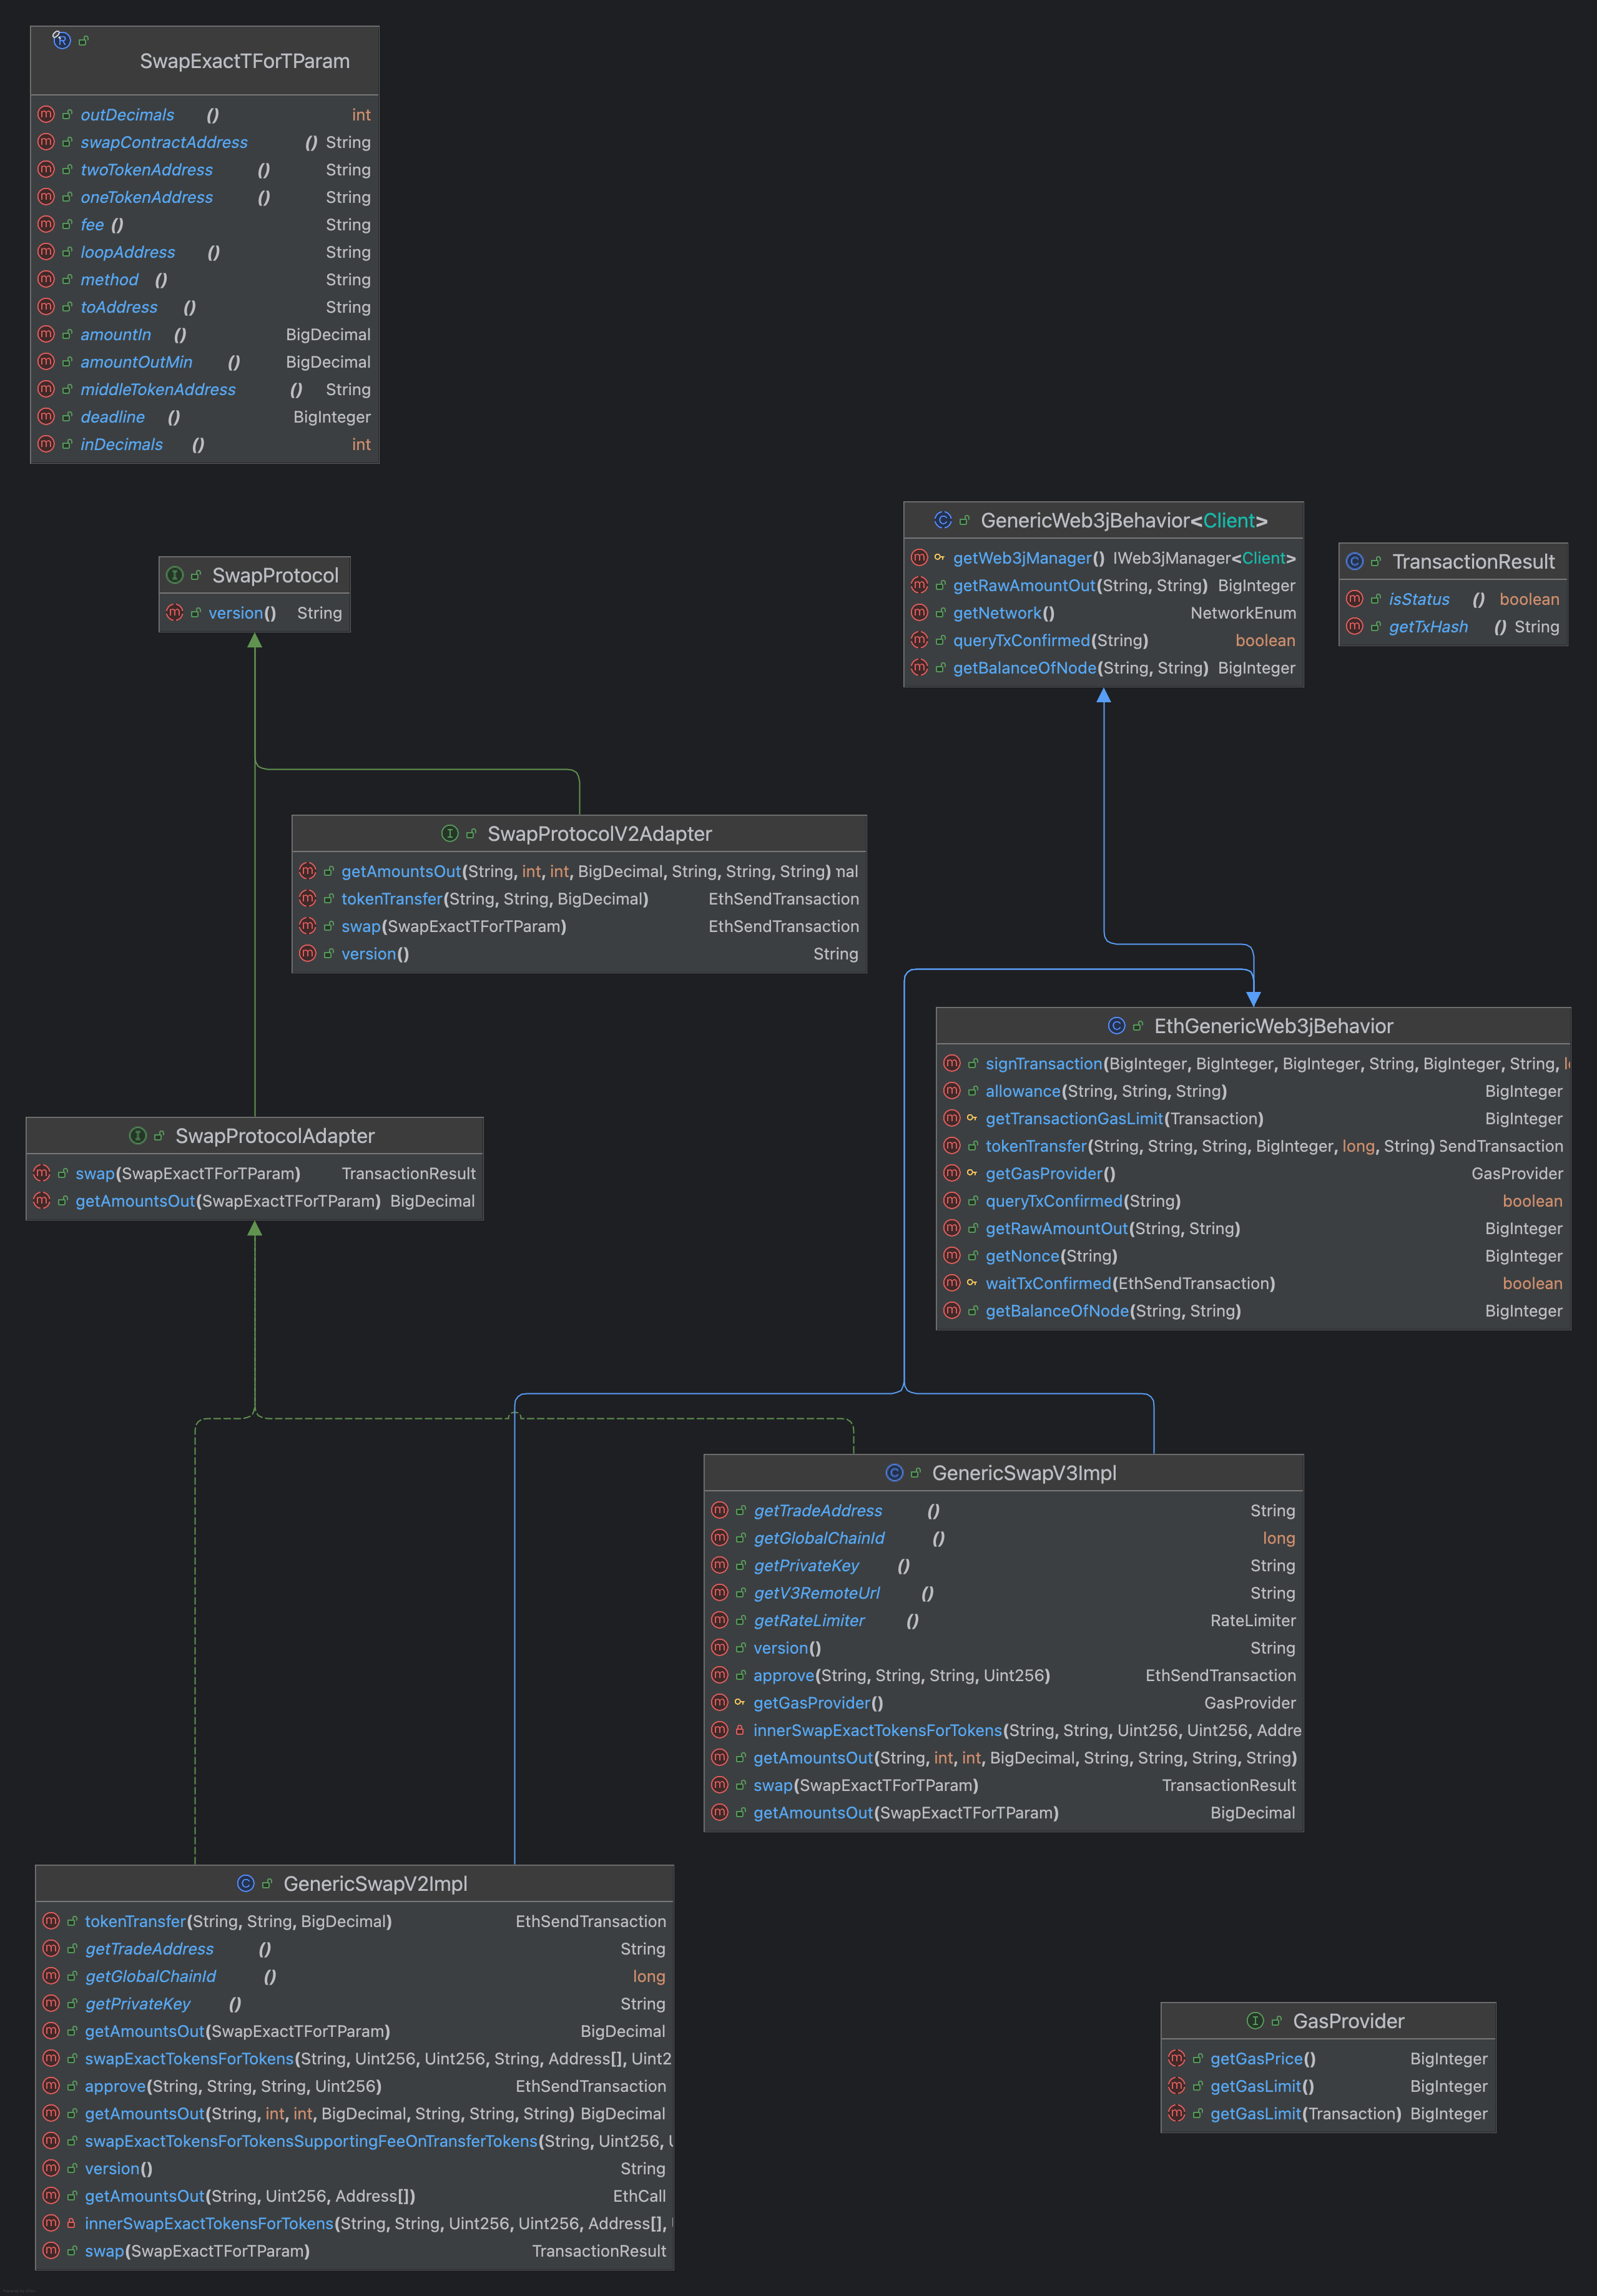 SwapExactTForTParam
outDecimals () int
swapContractAddress () String
twoTokenAddress () String
oneTokenAddress () String
fee () String
loopAddress () String
method () String
toAddress () String
amountIn () BigDecimal
amountOutMin () BigDecimal
middleTokenAddress () String
deadline () BigInteger
inDecimals () int
GenericWeb3jBehavior<Client>
getWeb3jManager() IWeb3jManager<Client>
getRawAmountOut(String, String) BigInteger
getNetwork() NetworkEnum
queryTxConfirmed(String) boolean
getBalanceOfNode(String, String) BigInteger
TransactionResult
isStatus () boolean
getTxHash () String
SwapProtocol
version() String
SwapProtocolV2Adapter
getAmountsOut(String, int, int, BigDecimal, String, String, String) nal
tokenTransfer(String, String, BigDecimal) EthSendTransaction
swap(SwapExactTForTParam) EthSendTransaction
version() String
EthGenericWeb3jBehavior
signTransaction(BigInteger, BigInteger, BigInteger, String, BigInteger, String, l
allowance(String, String, String) BigInteger
getTransactionGasLimit(Transaction) BigInteger
tokenTransfer(String, String, String, BigInteger, long, String) SendTransaction
getGasProvider() GasProvider
queryTxConfirmed(String) boolean
getRawAmountOut(String, String) BigInteger
getNonce(String) BigInteger
waitTxConfirmed(EthSendTransaction) boolean
getBalanceOfNode(String, String) BigInteger
SwapProtocolAdapter
swap(SwapExactTForTParam) TransactionResult
getAmountsOut(SwapExactTForTParam) BigDecimal
GenericSwapV3Impl
getTradeAddress () String
getGlobalChainId () long
getPrivateKey () String
getV3RemoteUrl () String
getRateLimiter () RateLimiter
version() String
approve(String, String, String, Uint256) EthSendTransaction
getGasProvider() GasProvider
innerSwapExactTokensForTokens(String, String, Uint256, Uint256, Addre
getAmountsOut(String, int, int, BigDecimal, String, String, String, String)
swap(SwapExactTForTParam) TransactionResult
getAmountsOut(SwapExactTForTParam) BigDecimal
GenericSwapV2Impl
tokenTransfer(String, String, BigDecimal) EthSendTransaction
getTradeAddress () String
getGlobalChainId () long
getPrivateKey () String
getAmountsOut(SwapExactTForTParam) BigDecimal
swapExactTokensForTokens(String, Uint256, Uint256, String, Address[], Uint2
approve(String, String, String, Uint256) EthSendTransaction
getAmountsOut(String, int, int, BigDecimal, String, String, String) BigDecimal
swapExactTokensForTokensSupportingFeeOnTransferTokens(String, Uint256, U
version() String
getAmountsOut(String, Uint256, Address[]) EthCall
innerSwapExactTokensForTokens(String, String, Uint256, Uint256, Address[],
swap(SwapExactTForTParam) TransactionResult
GasProvider
getGasPrice() BigInteger
getGasLimit() BigInteger
getGasLimit(Transaction) BigInteger